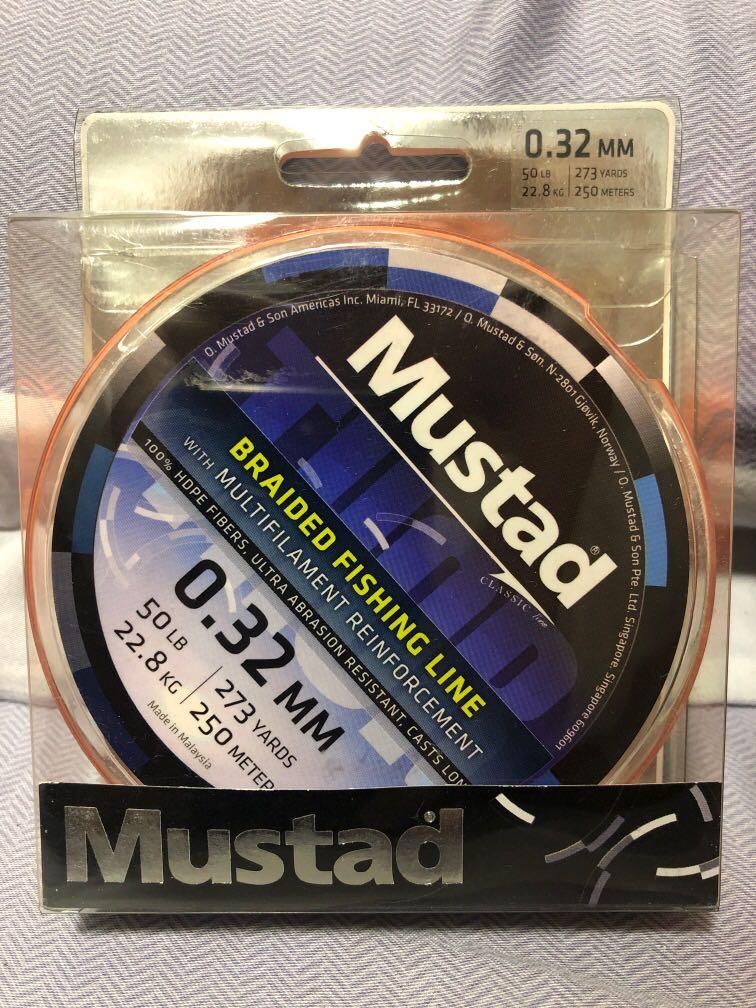 0.32 MM
50 LB | 273 YARDS
22.8 KG | 250 METERS
O. Mustad & Son Americas Inc. Miami, FL 33172 / O. Mustad & Søn. N-2801 Gjøvik, Norway / O. Mustad & Son Pte. Ltd. Singapore. Singapore 609601
Mustad®
CLASSIC line
BRAIDED FISHING LINE
WITH MULTIFILAMENT REINFORCEMENT
100% HDPE FIBERS. ULTRA ABRASION RESISTANT. CASTS
0.32 MM
50 LB | 273 YARDS
22.8 KG | 250 METER
Made in Malaysia
Mustad®